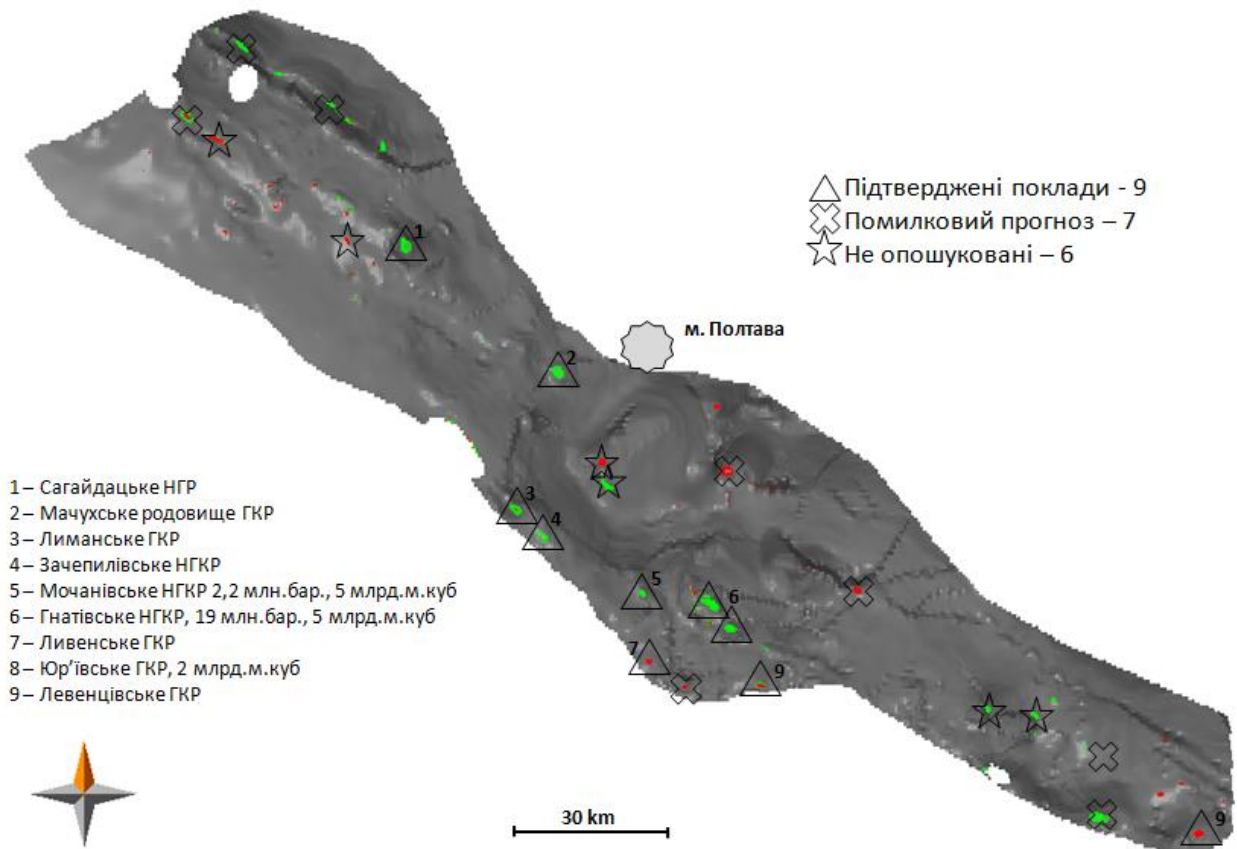 Підтверджені поклади - 9
Помилковий прогноз – 7
Не опошуковані – 6
1
м. Полтава
2
3
4
5
6
7
9
9
1 – Сагайдацьке НГР
2 – Мачухське родовище ГКР
3 – Лиманське ГКР
4 – Зачепилівське НГКР
5 – Мочанівське НГКР 2,2 млн.бар., 5 млрд.м.куб
6 – Гнатівське НГКР, 19 млн.бар., 5 млрд.м.куб
7 – Ливенське ГКР
8 – Юр’ївське ГКР, 2 млрд.м.куб
9 – Левенцівське ГКР
30 km